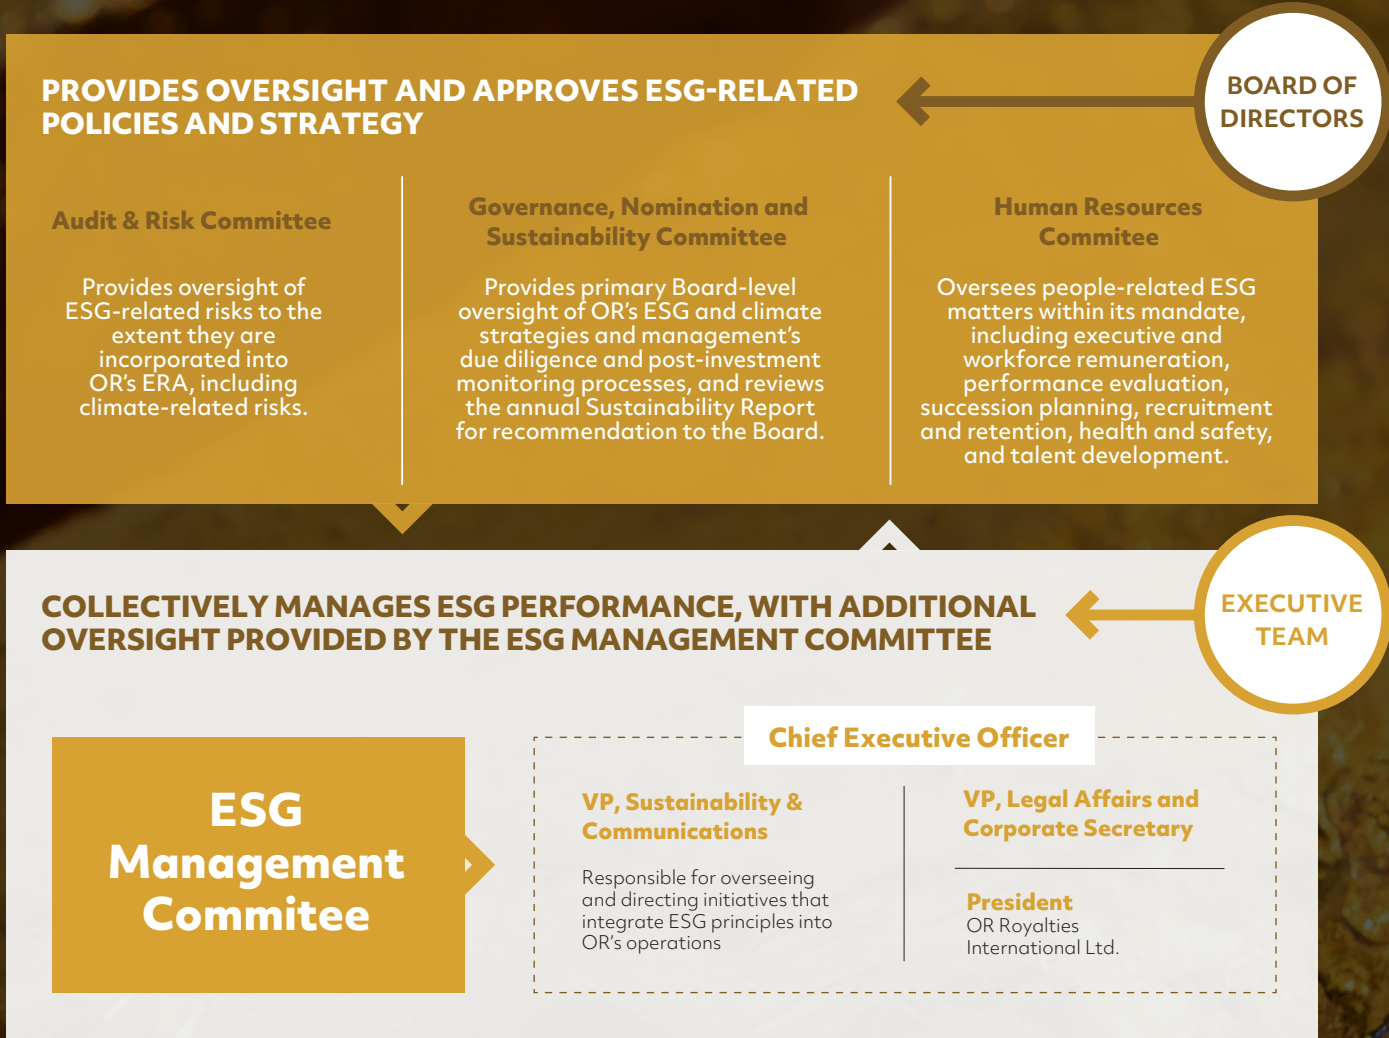 BOARD OF
DIRECTORS
PROVIDES OVERSIGHT AND APPROVES ESG-RELATED
POLICIES AND STRATEGY
Audit & Risk Committee
Provides oversight of
ESG-related risks to the
extent they are
incorporated into
OR's ERA, including
climate-related risks.
Governance, Nomination and
Sustainability Committee
Provides primary Board-level
oversight of OR's ESG and climate
strategies and management's
due diligence and post-investment
monitoring processes, and reviews
the annual Sustainability Report
for recommendation to the Board.
Human Resources
Commitee
Oversees people-related ESG
matters within its mandate,
including executive and
workforce remuneration,
performance evaluation,
succession planning, recruitment
and retention, health and safety,
and talent development.
EXECUTIVE
TEAM
COLLECTIVELY MANAGES ESG PERFORMANCE, WITH ADDITIONAL
OVERSIGHT PROVIDED BY THE ESG MANAGEMENT COMMITTEE
ESG
Management
Commitee
Chief Executive Officer
VP, Sustainability &
Communications
Responsible for overseeing
and directing initiatives that
integrate ESG principles into
OR's operations
VP, Legal Affairs and
Corporate Secretary
President
OR Royalties
International Ltd.